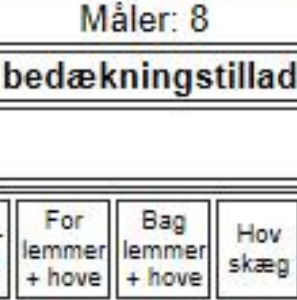 Måler: 8
bedækningstillad
For
lemmer
+ hove
Bag
lemmer
+ hove
Hov
skæg